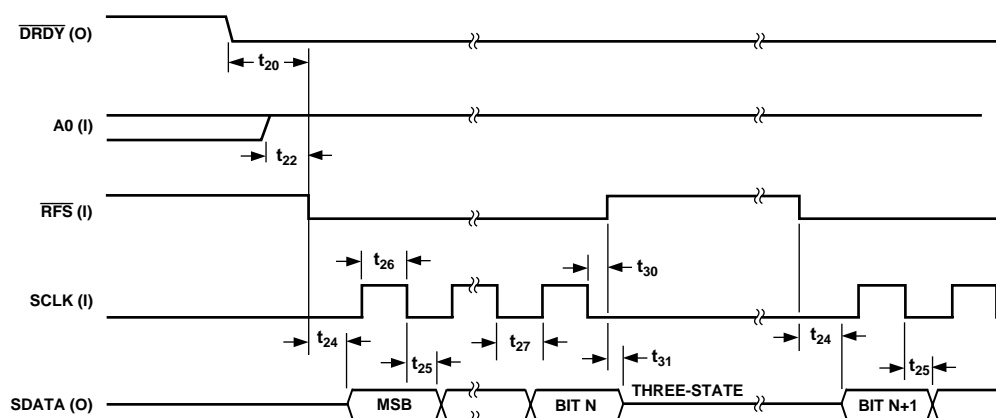 DRDY (O)
t20
A0 (I)
t22
RFS (I)
t26
t30
SCLK (I)
t24
t25
t27
t31
t24
t25
THREE-STATE
SDATA (O)
MSB
BIT N
BIT N+1